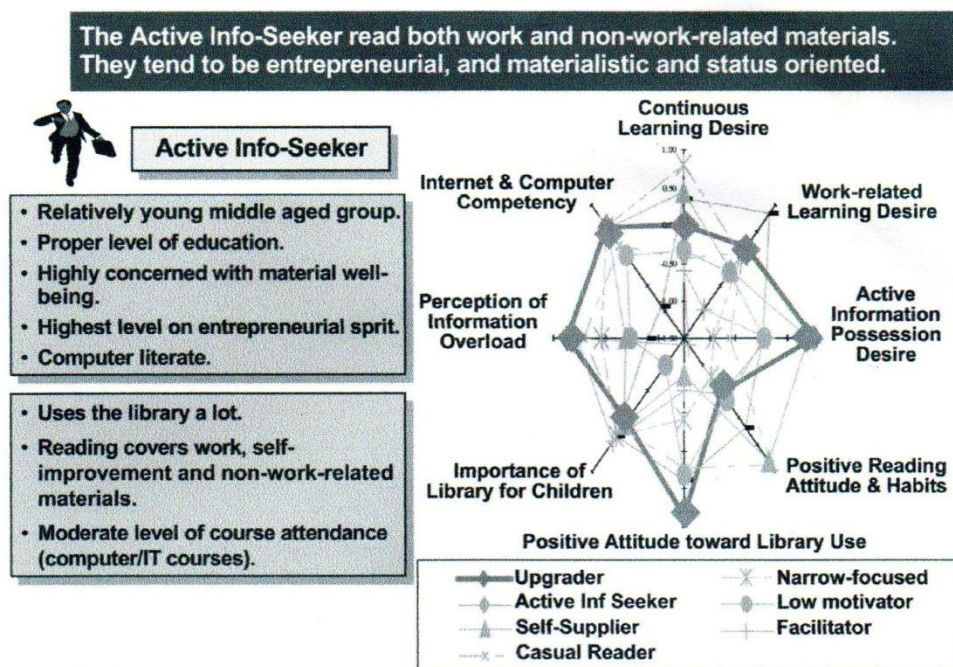 The Active Info-Seeker read both work and non-work-related materials.
They tend to be entrepreneurial, and materialistic and status oriented.
Active Info-Seeker
• Relatively young middle aged group.
• Proper level of education.
• Highly concerned with material well-
being.
• Highest level on entrepreneurial sprit.
• Computer literate.
• Uses the library a lot.
• Reading covers work, self-
improvement and non-work-related
materials.
• Moderate level of course attendance
(computer/IT courses).
Continuous
Learning Desire
1.00
0.50
Internet & Computer
Competency
Work-related
Learning Desire
Perception of
Information
Overload
Active
Information
Possession
Desire
Importance of
Library for Children
Positive Reading
Attitude & Habits
Positive Attitude toward Library Use
Upgrader
Active Inf Seeker
Self-Supplier
Casual Reader
Narrow-focused
Low motivator
Facilitator